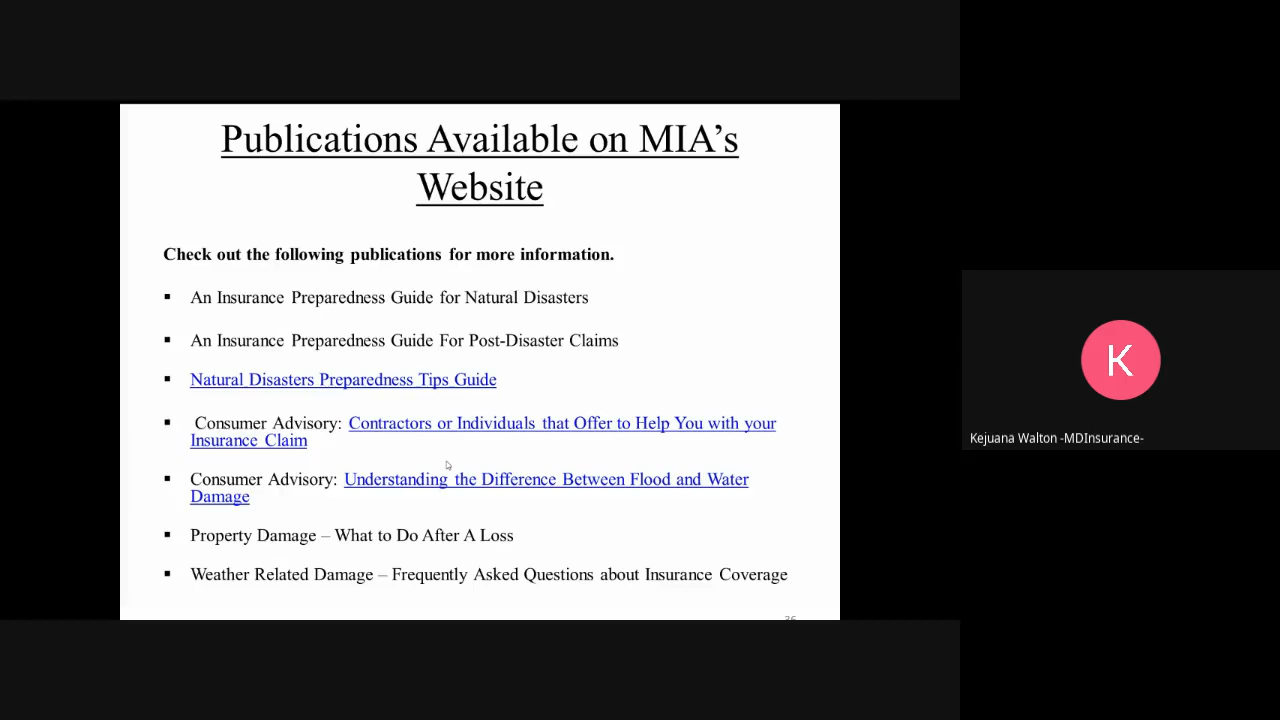 Publications Available on MIA’s
Website
Check out the following publications for more information.
▪ An Insurance Preparedness Guide for Natural Disasters
▪ An Insurance Preparedness Guide For Post-Disaster Claims
▪ Natural Disasters Preparedness Tips Guide
▪ Consumer Advisory: Contractors or Individuals that Offer to Help You with your
Insurance Claim
▪ Consumer Advisory: Understanding the Difference Between Flood and Water
Damage
▪ Property Damage – What to Do After A Loss
▪ Weather Related Damage – Frequently Asked Questions about Insurance Coverage
K
Kejuana Walton -MDInsurance-